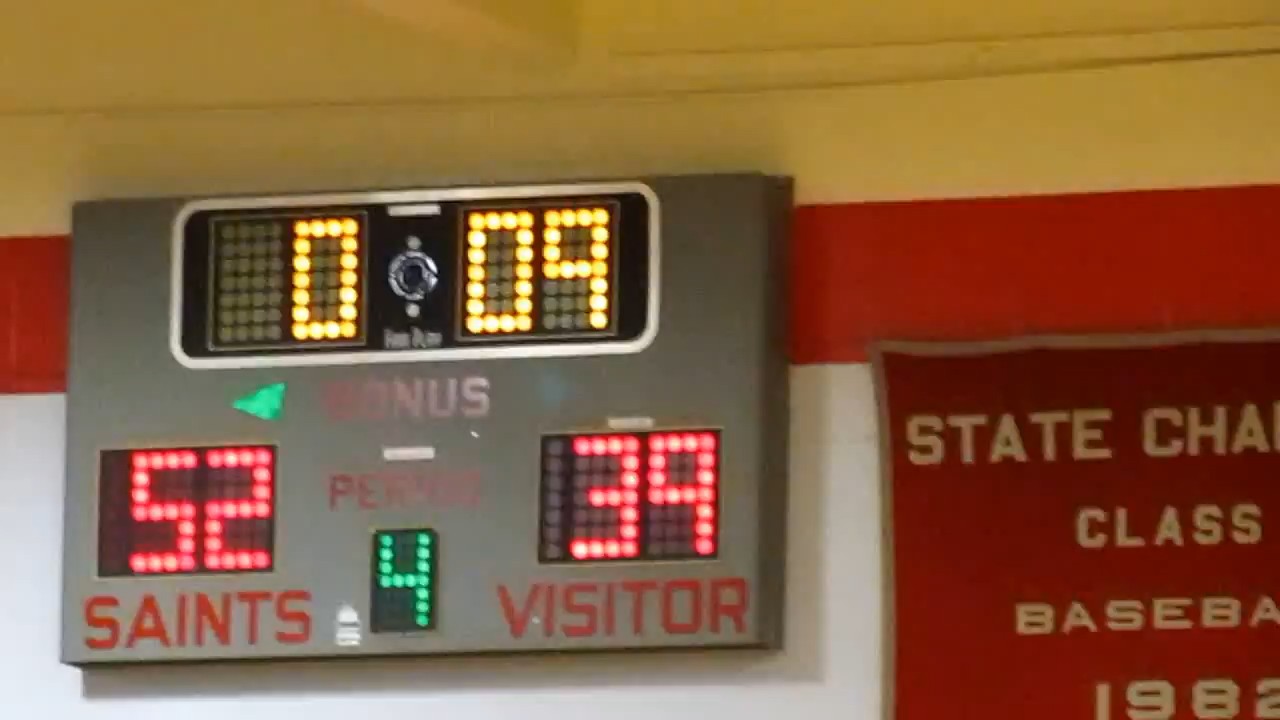 0 09
BONUS
52 39
PERIOD
4
SAINTS VISITOR
STATE CHA
CLASS
BASEBA
1982